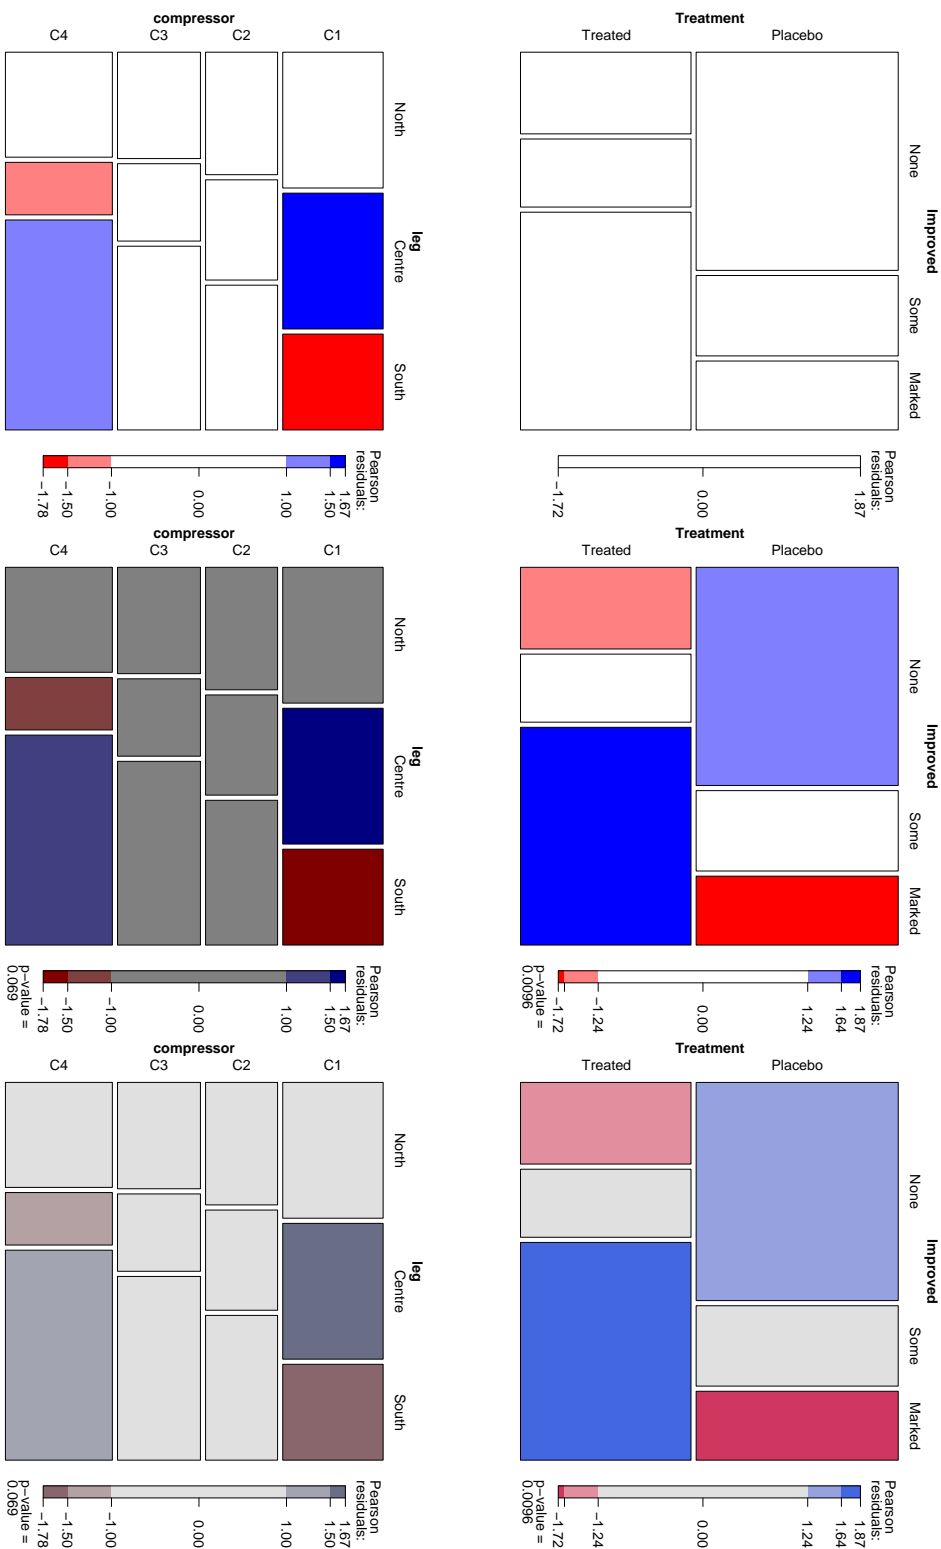 Treatment
Treated
Placebo
None
Some
Marked
Improved
Pearson
residuals:
1.87
0.00
−1.72
Treatment
Treated
Placebo
None
Some
Marked
Improved
Pearson
residuals:
1.87
1.64
1.24
0.00
−1.24
−1.72
p−value =
0.0096
Treatment
Treated
Placebo
None
Some
Marked
Improved
Pearson
residuals:
1.87
1.64
1.24
0.00
−1.24
−1.72
p−value =
0.0096
compressor
C4
C3
C2
C1
North
Centre
South
leg
Pearson
residuals:
1.67
1.50
1.00
0.00
−1.00
−1.50
−1.78
compressor
C4
C3
C2
C1
North
Centre
South
leg
Pearson
residuals:
1.67
1.50
1.00
0.00
−1.00
−1.50
−1.78
p−value =
0.069
compressor
C4
C3
C2
C1
North
Centre
South
leg
Pearson
residuals:
1.67
1.50
1.00
0.00
−1.00
−1.50
−1.78
p−value =
0.069